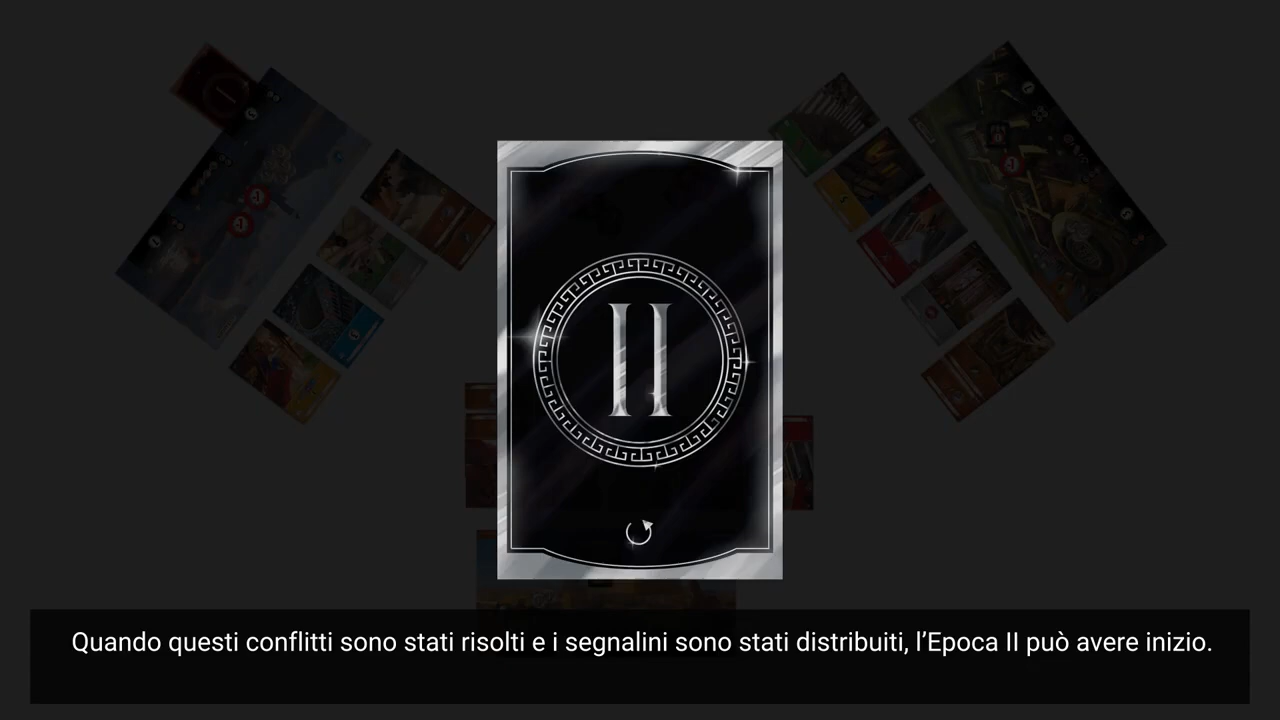 II
Quando questi conflitti sono stati risolti e i segnalini sono stati distribuiti, l’Epoca II può avere inizio.